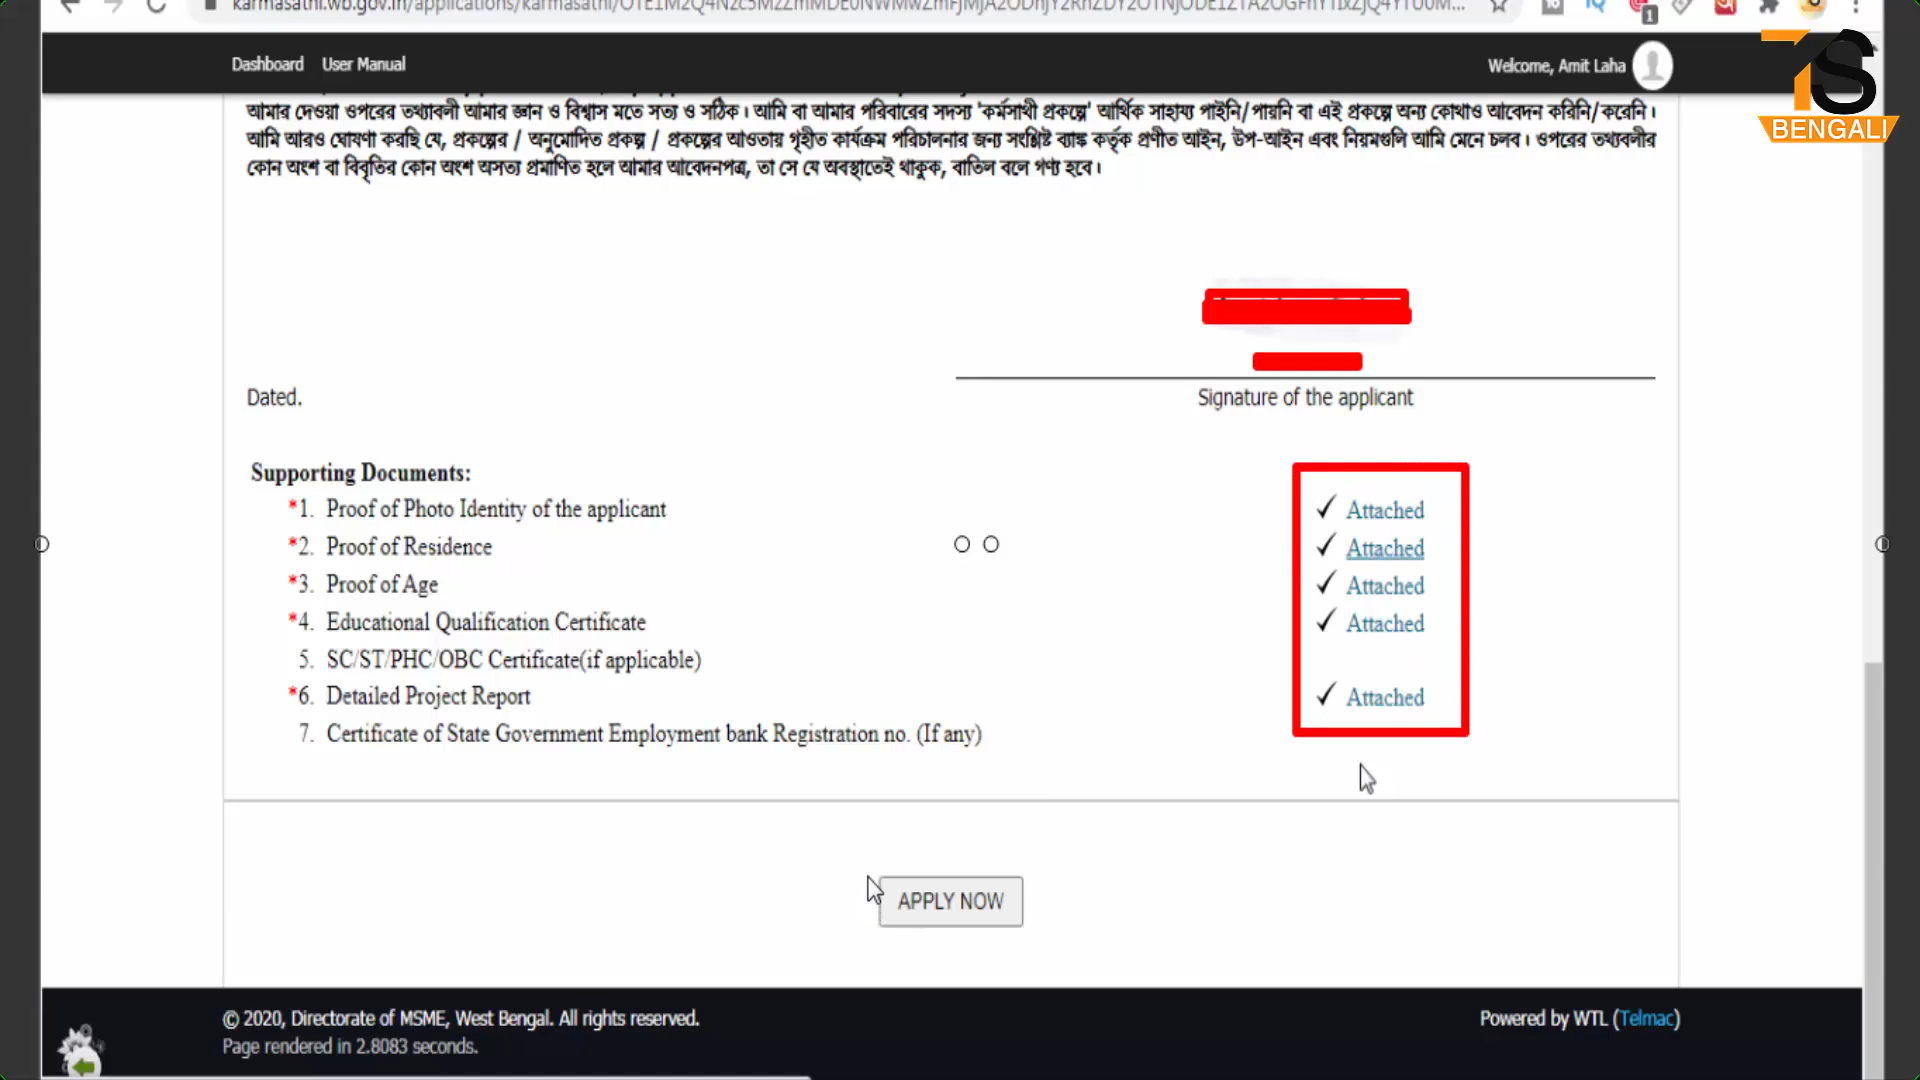 Dashboard User Manual
Welcome, Amit Laha
TS
BENGALI
আমার দেওয়া ওপরের তথ্যাবলী আমার জ্ঞান ও বিশ্বাস মতে সত্য ও সঠিক। আমি বা আমার পরিবারের সদস্য 'কর্মসাথী প্রকল্পে' আর্থিক সাহায্য পাইনি/পায়নি বা এই প্রকল্পে অন্য কোথাও আবেদন করিনি/করেনি।
আমি আরও ঘোষণা করছি যে, প্রকল্পের / অনুমোদিত প্রকল্প / প্রকল্পের আওতায় গৃহীত কার্যক্রম পরিচালনার জন্য সংশ্লিষ্ট ব্যাঙ্ক কর্তৃক প্রণীত আইন, উপ-আইন এবং নিয়মগুলি আমি মেনে চলব। ওপরের তথ্যাবলীর
কোন অংশ বা বিবৃতির কোন অংশ অসত্য প্রমাণিত হলে আমার আবেদনপত্র, তা সে যে অবস্থাতেই থাকুক, বাতিল বলে গণ্য হবে।
Dated.
Signature of the applicant
Supporting Documents:
*1. Proof of Photo Identity of the applicant ✓ Attached
*2. Proof of Residence ✓ Attached
*3. Proof of Age ✓ Attached
*4. Educational Qualification Certificate ✓ Attached
5. SC/ST/PHC/OBC Certificate(if applicable)
*6. Detailed Project Report ✓ Attached
7. Certificate of State Government Employment bank Registration no. (If any)
APPLY NOW
© 2020, Directorate of MSME, West Bengal. All rights reserved.
Powered by WTL (Telmac)
Page rendered in 2.8083 seconds.